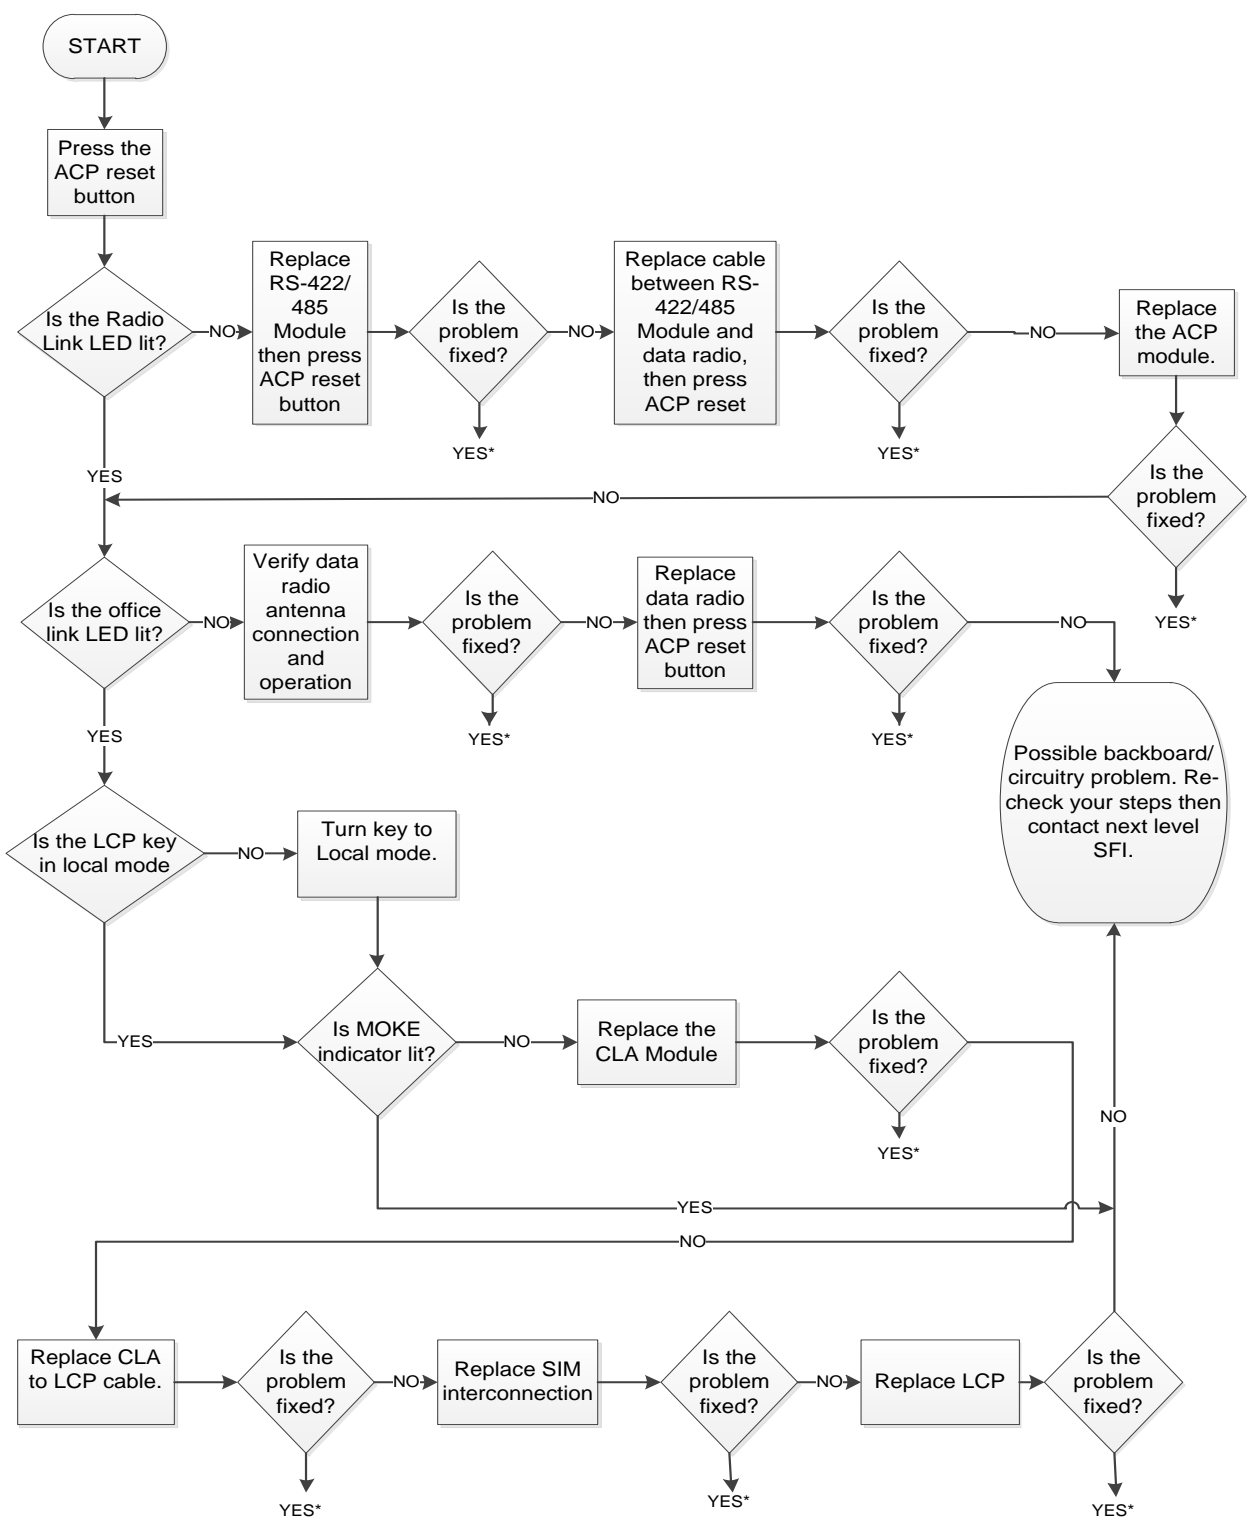 START
Press the
ACP reset
button
Is the Radio
Link LED lit?
NO
Replace
RS-422/
485
Module
then press
ACP reset
button
Is the
problem
fixed?
YES*
NO
Replace cable
between RS-
422/485
Module and
data radio,
then press
ACP reset
Is the
problem
fixed?
YES*
NO
Replace
the ACP
module.
Is the
problem
fixed?
YES*
NO
YES
Is the office
link LED lit?
NO
Verify data
radio
antenna
connection
and
operation
Is the
problem
fixed?
YES*
NO
Replace
data radio
then press
ACP reset
button
Is the
problem
fixed?
YES*
NO
Possible backboard/
circuitry problem. Re-
check your steps then
contact next level
SFI.
YES
Is the LCP key
in local mode
NO
Turn key to
Local mode.
YES
Is MOKE
indicator lit?
NO
Replace the
CLA Module
Is the
problem
fixed?
YES*
NO
YES
NO
Replace CLA
to LCP cable.
Is the
problem
fixed?
YES*
NO
Replace SIM
interconnection
Is the
problem
fixed?
YES*
NO
Replace LCP
Is the
problem
fixed?
YES*